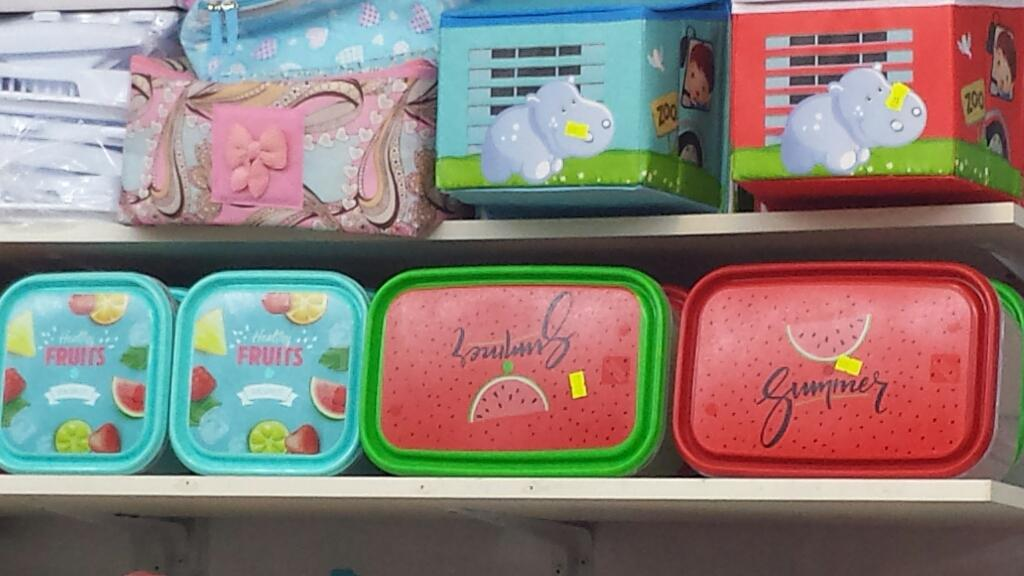 ZOO
ZOO
Healthy
FRUITS
Healthy
FRUITS
Summer
Summer